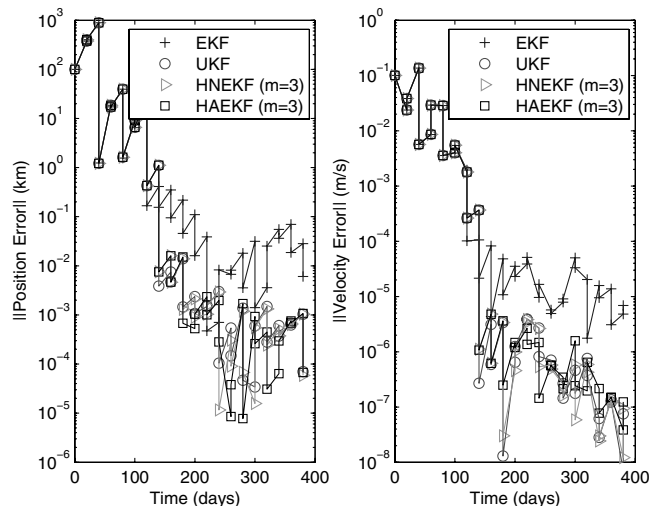 10^3
10^2
10^1
10^0
10^-1
10^-2
10^-3
10^-4
10^-5
10^-6
||Position Error|| (km)
0 100 200 300 400
Time (days)
EKF
UKF
HNEKF (m=3)
HAEKF (m=3)
10^0
10^-1
10^-2
10^-3
10^-4
10^-5
10^-6
10^-7
10^-8
||Velocity Error|| (m/s)
0 100 200 300 400
Time (days)
EKF
UKF
HNEKF (m=3)
HAEKF (m=3)